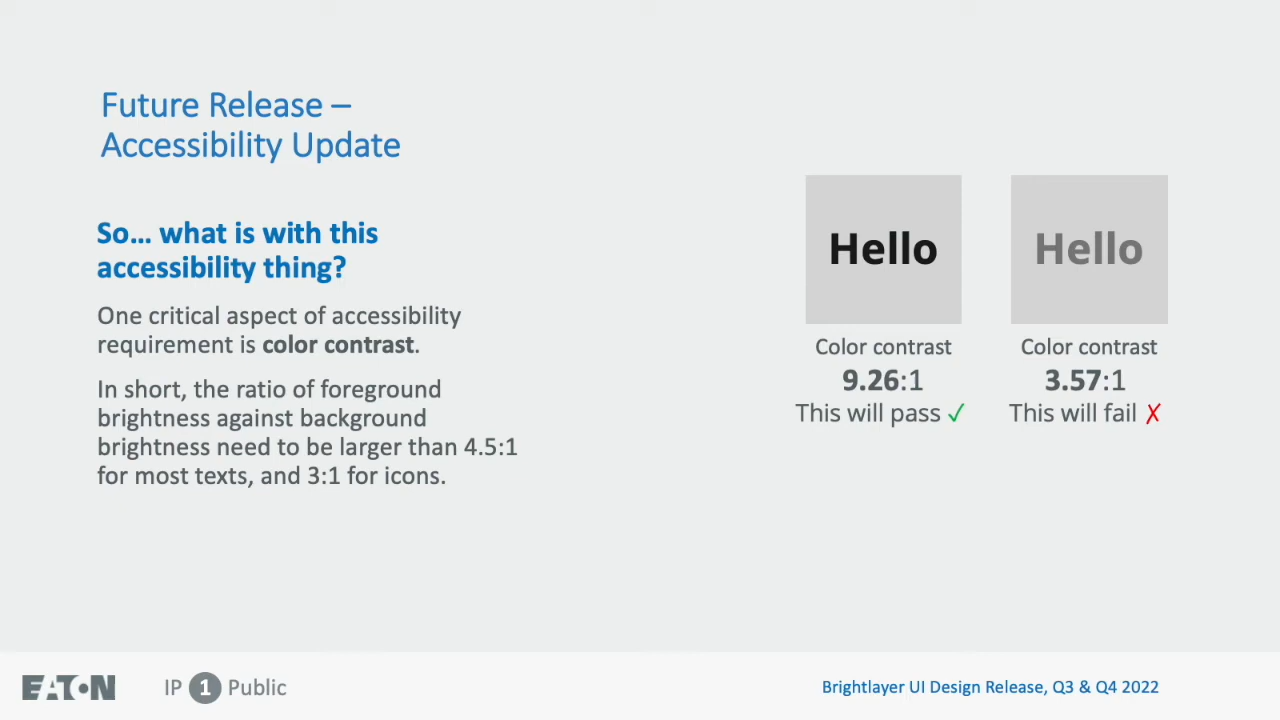 Future Release –
Accessibility Update
So… what is with this
accessibility thing?
One critical aspect of accessibility
requirement is color contrast.
In short, the ratio of foreground
brightness against background
brightness need to be larger than 4.5:1
for most texts, and 3:1 for icons.
Hello
Color contrast
9.26:1
This will pass ✓
Hello
Color contrast
3.57:1
This will fail ✗
EATON
IP 1 Public
Brightlayer UI Design Release, Q3 & Q4 2022